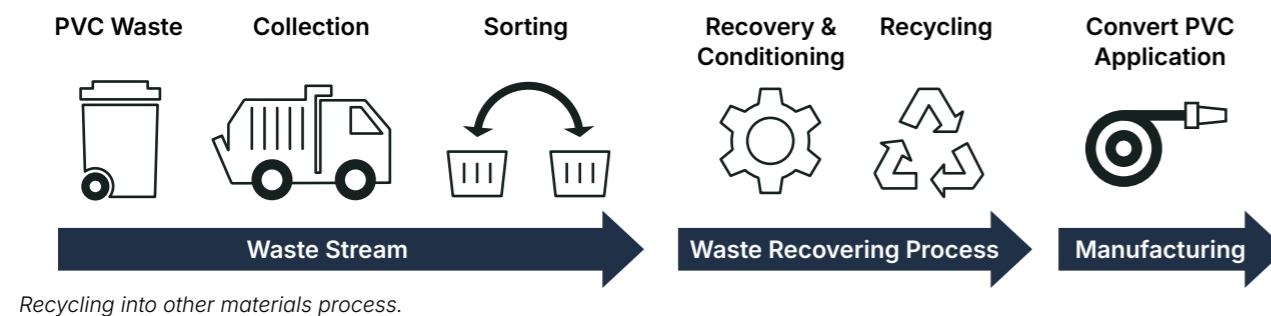 PVC Waste
Collection
Sorting
Recovery &
Conditioning
Recycling
Convert PVC
Application
Waste Stream
Waste Recovering Process
Manufacturing
Recycling into other materials process.